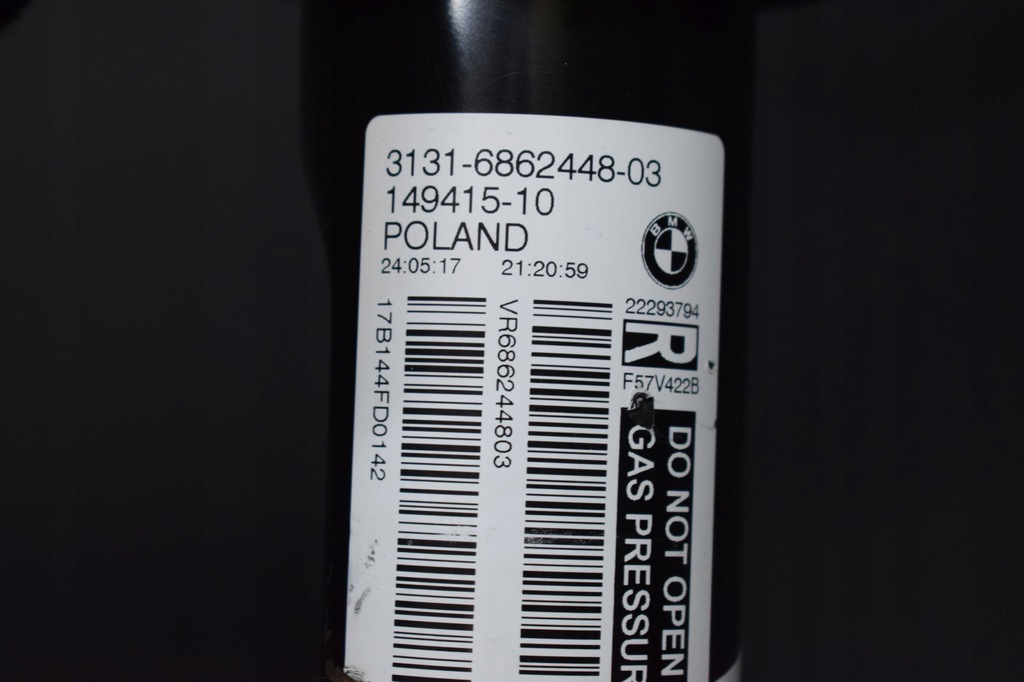 3131-6862448-03
149415-10
POLAND
24:05:17 21:20:59
BMW
22293794
R
F57V422B
17B144FD0142
VR686244803
DO NOT OPEN
GAS PRESSUR